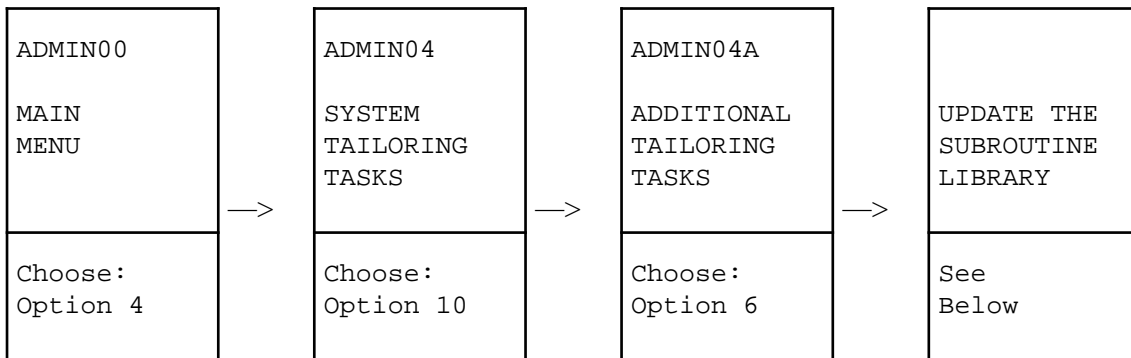 ADMIN00
MAIN
MENU
Choose:
Option 4
—>
ADMIN04
SYSTEM
TAILORING
TASKS
Choose:
Option 10
—>
ADMIN04A
ADDITIONAL
TAILORING
TASKS
Choose:
Option 6
—>
UPDATE THE
SUBROUTINE
LIBRARY
See
Below